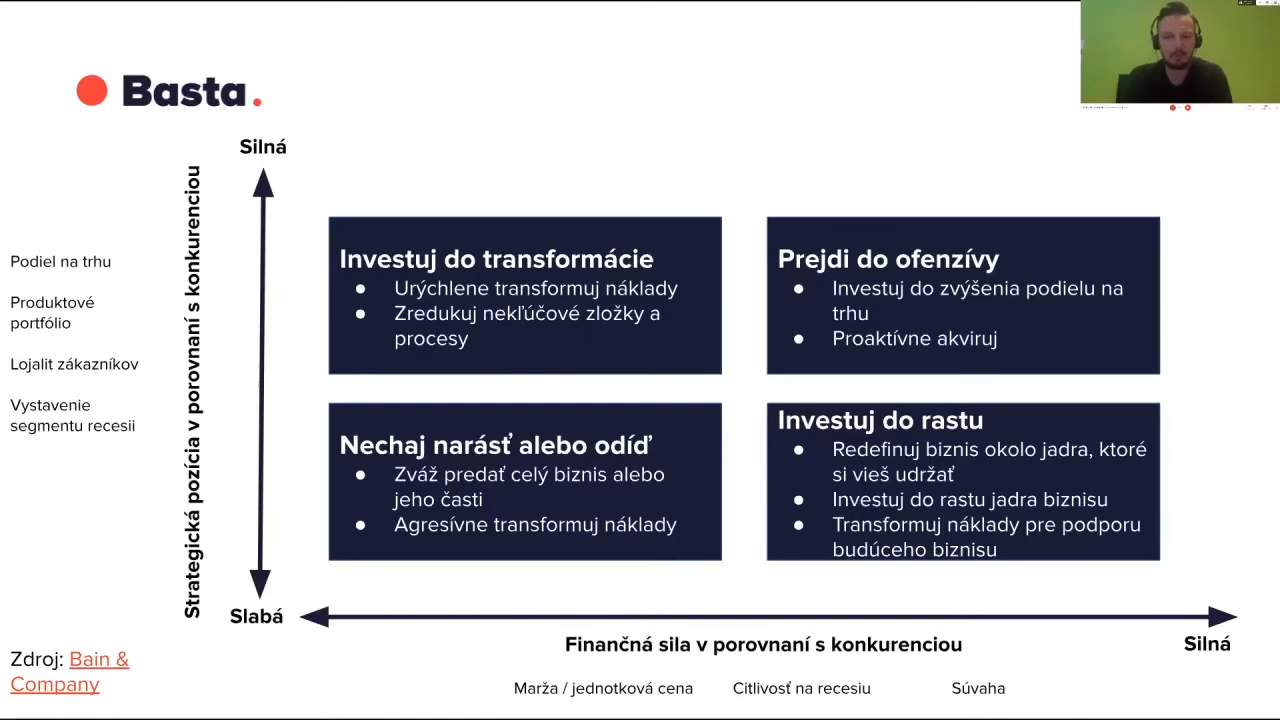 Basta.
Silná
Strategická pozícia v porovnaní s konkurenciou
Podiel na trhu
Produktové
portfólio
Lojalit zákazníkov
Vystavenie
segmentu recesii
Investuj do transformácie
● Urýchlene transformuj náklady
● Zredukuj nekľúčové zložky a
procesy
Prejdi do ofenzívy
● Investuj do zvýšenia podielu na
trhu
● Proaktívne akviruj
Nechaj narásť alebo odíď
● Zváž predať celý biznis alebo
jeho časti
● Agresívne transformuj náklady
Investuj do rastu
● Redefinuj biznis okolo jadra, ktoré
si vieš udržať
● Investuj do rastu jadra biznisu
● Transformuj náklady pre podporu
budúceho biznisu
Slabá
Finančná sila v porovnaní s konkurenciou
Silná
Marža / jednotková cena
Citlivosť na recesiu
Súvaha
Zdroj: Bain &
Company